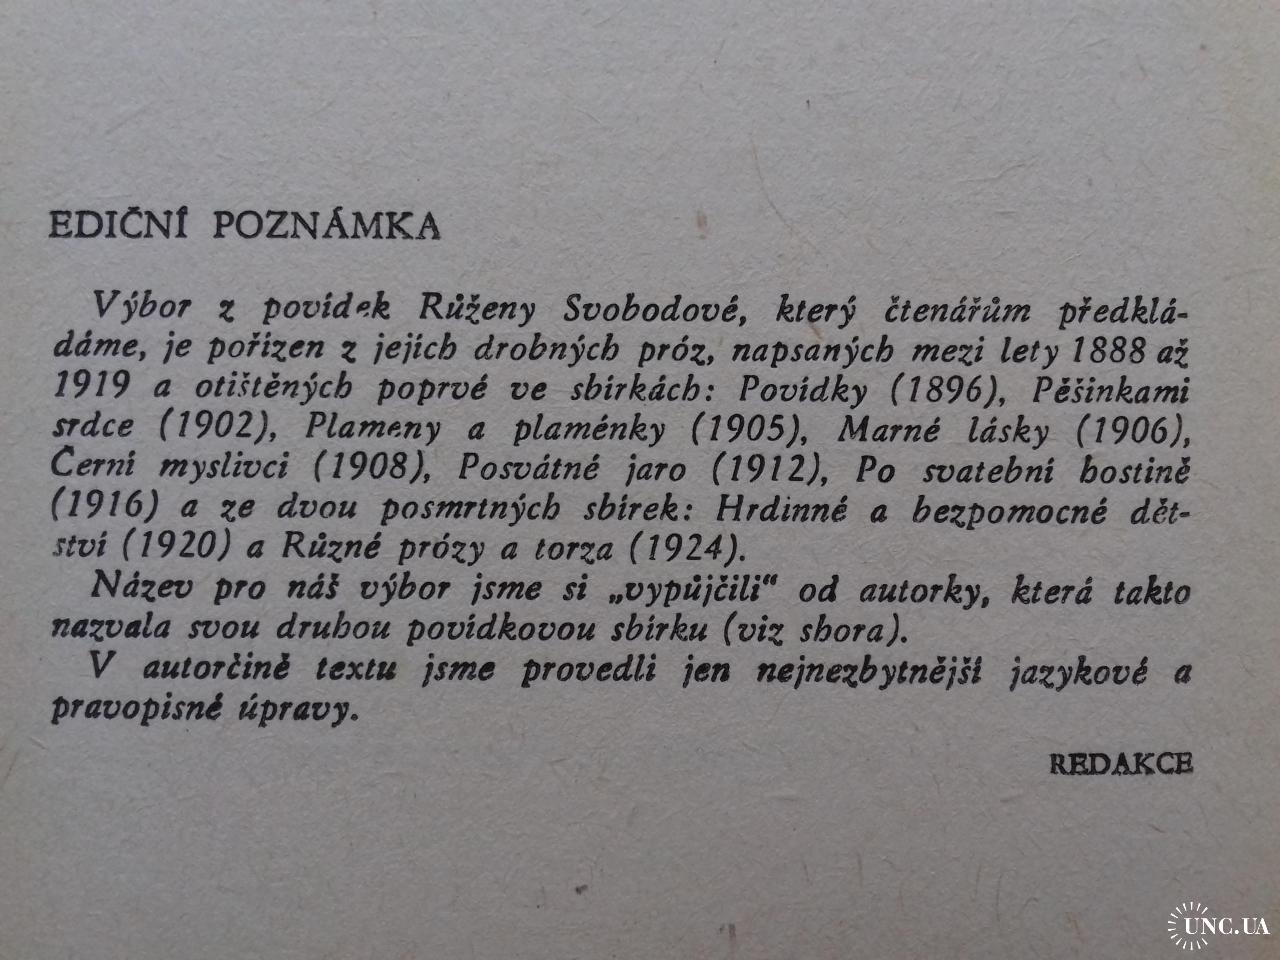 EDIČNÍ POZNÁMKA
Výbor z povídek Růženy Svobodové, který čtenářům předklá-
dáme, je pořízen z jejích drobných próz, napsaných mezi lety 1888 až
1919 a otištěných poprvé ve sbírkách: Povídky (1896), Pěšinkami
srdce (1902), Plameny a plaménky (1905), Marné lásky (1906),
Černí myslivci (1908), Posvátné jaro (1912), Po svatební hostině
(1916) a ze dvou posmrtných sbírek: Hrdinné a bezpomocné dět-
ství (1920) a Různé prózy a torza (1924).
Název pro náš výbor jsme si „vypůjčili“ od autorky, která takto
nazvala svou druhou povídkovou sbírku (viz shora).
V autorčině textu jsme provedli jen nejnezbytnější jazykové a
pravopisné úpravy.
REDAKCE
UNC.UA